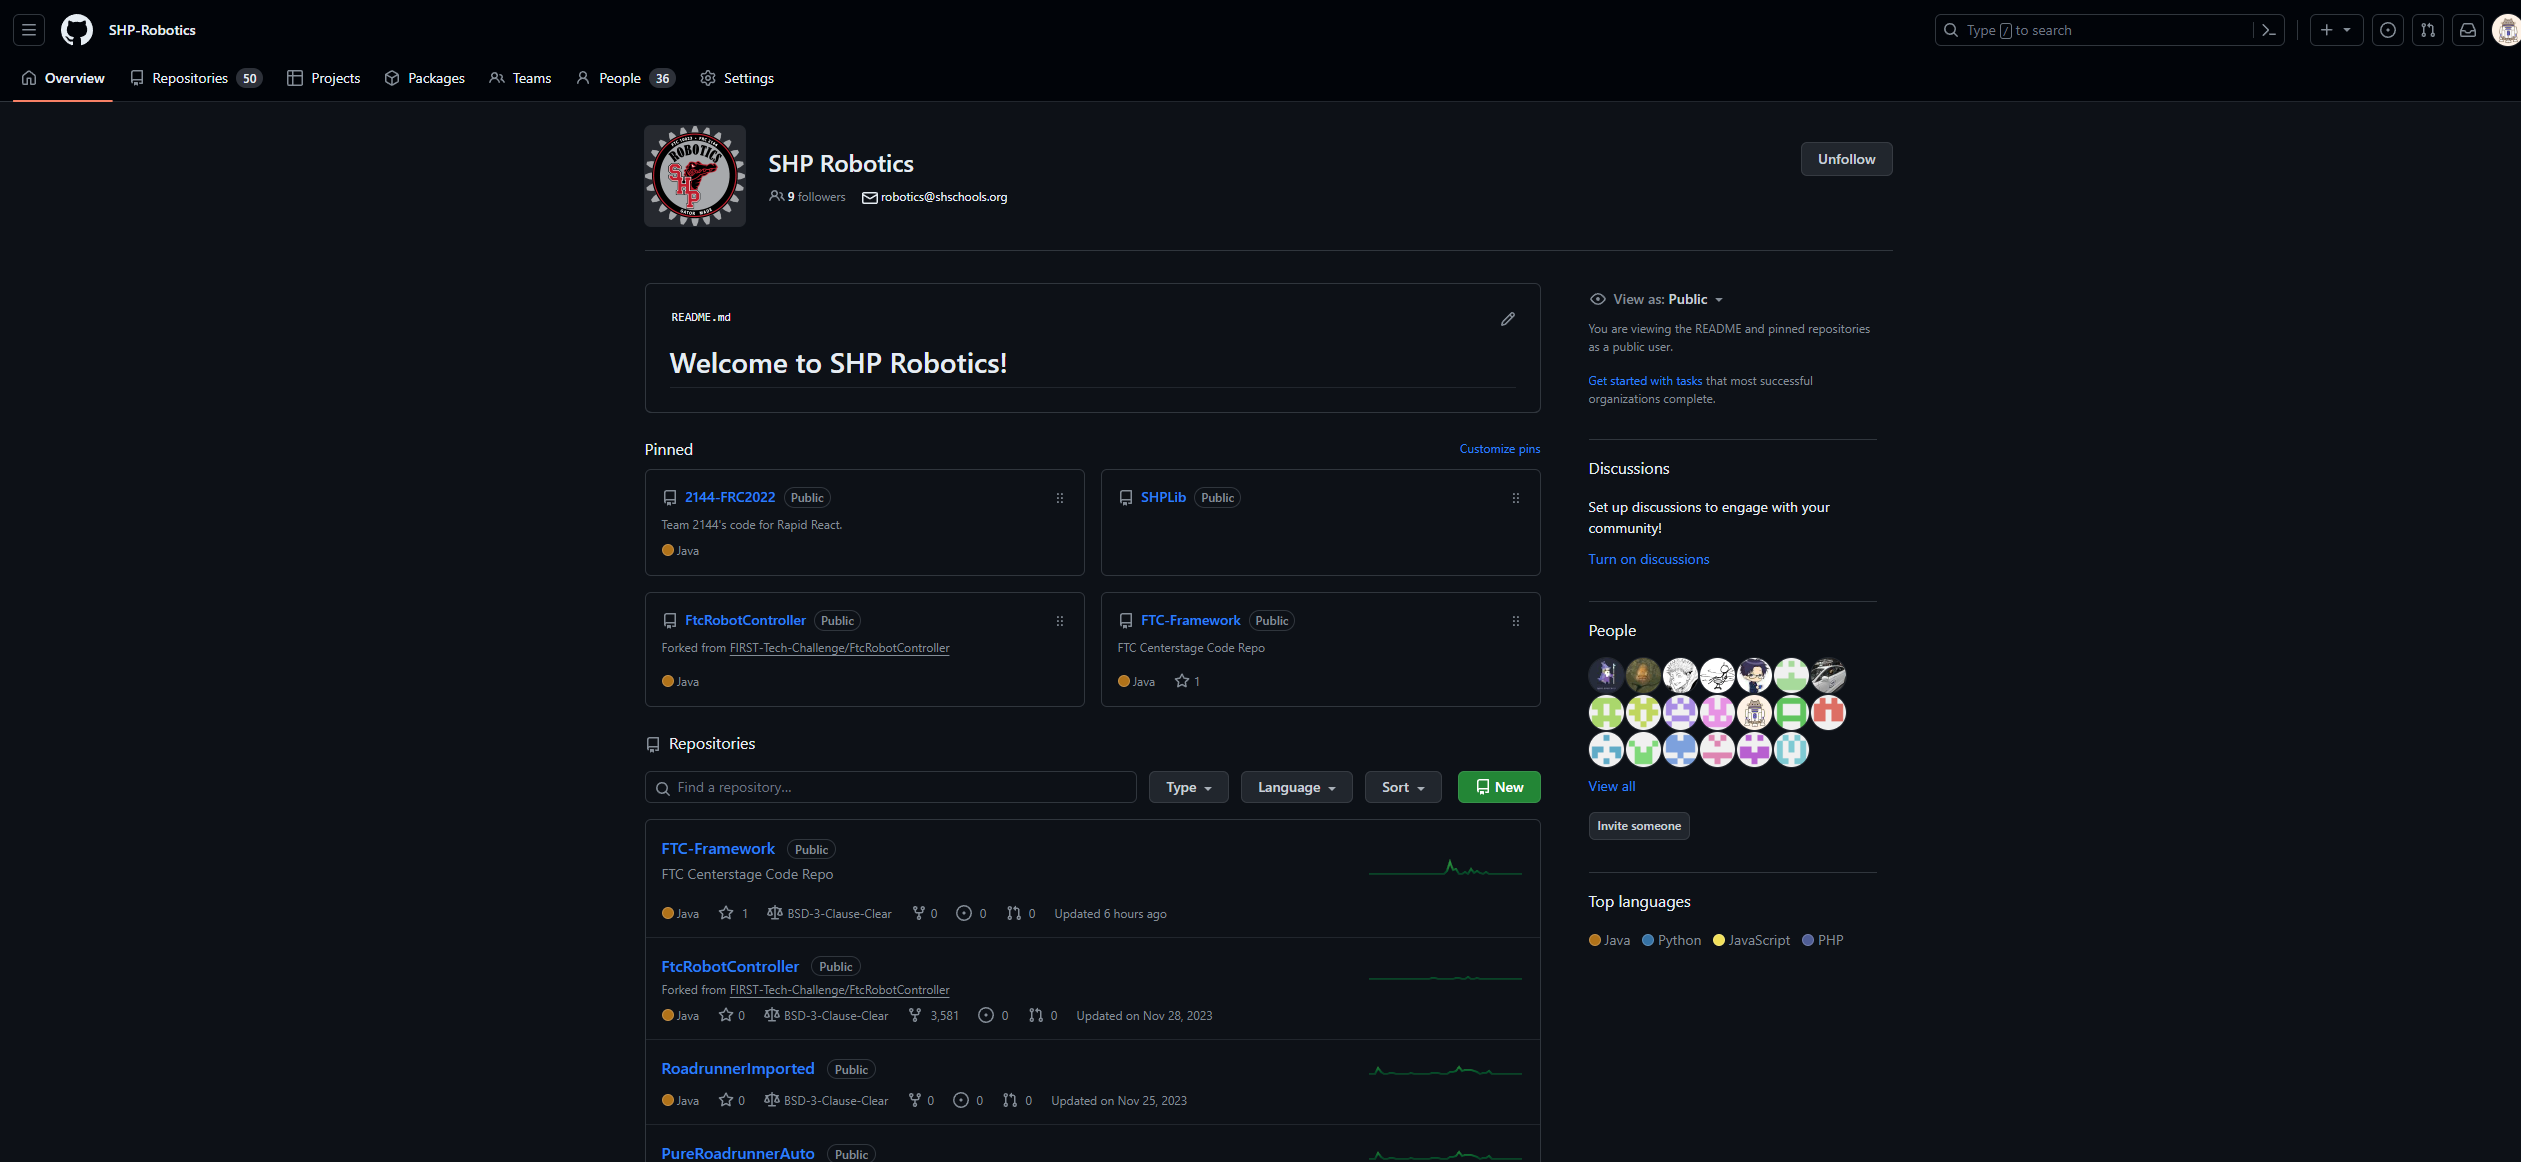 SHP-Robotics
Type / to search
Overview
Repositories 50
Projects
Packages
Teams
People 36
Settings
ROBOTICS
SHP
GATOR MADE
SHP Robotics
9 followers robotics@shschools.org
Unfollow
README.md
Welcome to SHP Robotics!
Pinned
Customize pins
2144-FRC2022 Public
Team 2144's code for Rapid React.
Java
SHPLib Public
FtcRobotController Public
Forked from FIRST-Tech-Challenge/FtcRobotController
Java
FTC-Framework Public
FTC Centerstage Code Repo
Java 1
Repositories
Find a repository...
Type
Language
Sort
New
FTC-Framework Public
FTC Centerstage Code Repo
Java 1 BSD-3-Clause-Clear 0 0 0 Updated 6 hours ago
FtcRobotController Public
Forked from FIRST-Tech-Challenge/FtcRobotController
Java 0 BSD-3-Clause-Clear 3,581 0 0 Updated on Nov 28, 2023
RoadrunnerImported Public
Java 0 BSD-3-Clause-Clear 0 0 0 Updated on Nov 25, 2023
PureRoadrunnerAuto Public
View as: Public
You are viewing the README and pinned repositories
as a public user.
Get started with tasks that most successful
organizations complete.
Discussions
Set up discussions to engage with your
community!
Turn on discussions
People
View all
Invite someone
Top languages
Java Python JavaScript PHP